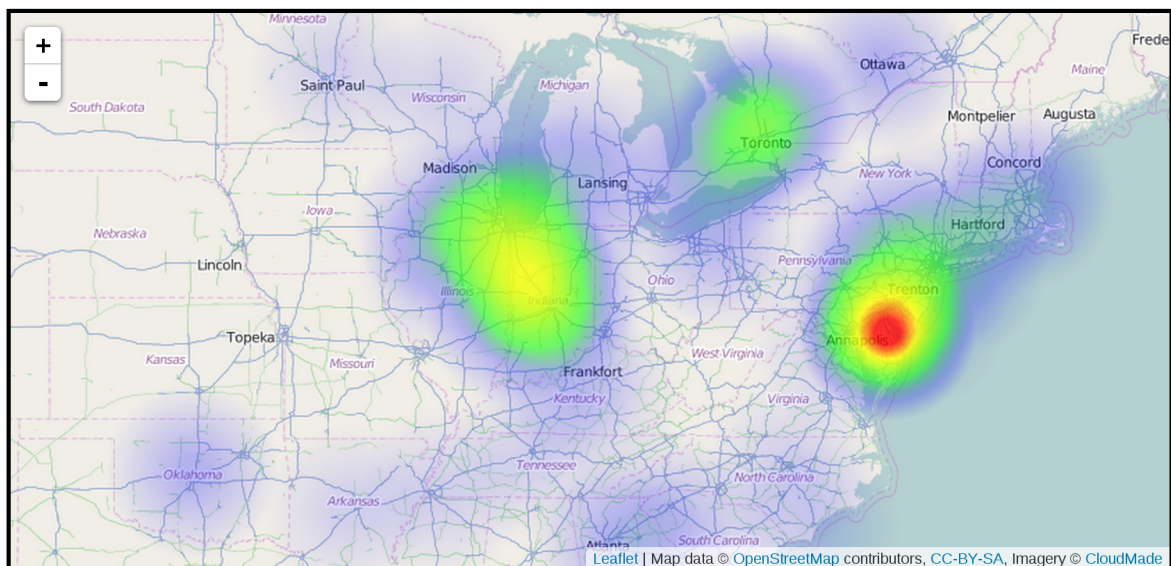 +
-
Minnesota
Frede
Ottawa
Maine
Saint Paul
Michigan
Wisconsin
South Dakota
Montpelier
Augusta
Toronto
Madison
Concord
Lansing
New York
Iowa
Hartford
Nebraska
Pennsylvania
Lincoln
Ohio
Illinois
Indiana
Trenton
Topeka
Annapolis
West Virginia
Kansas
Missouri
Frankfort
Kentucky
Virginia
Tennessee
Oklahoma
North Carolina
Arkansas
South Carolina
Atlanta
Leaflet | Map data © OpenStreetMap contributors, CC-BY-SA, Imagery © CloudMade